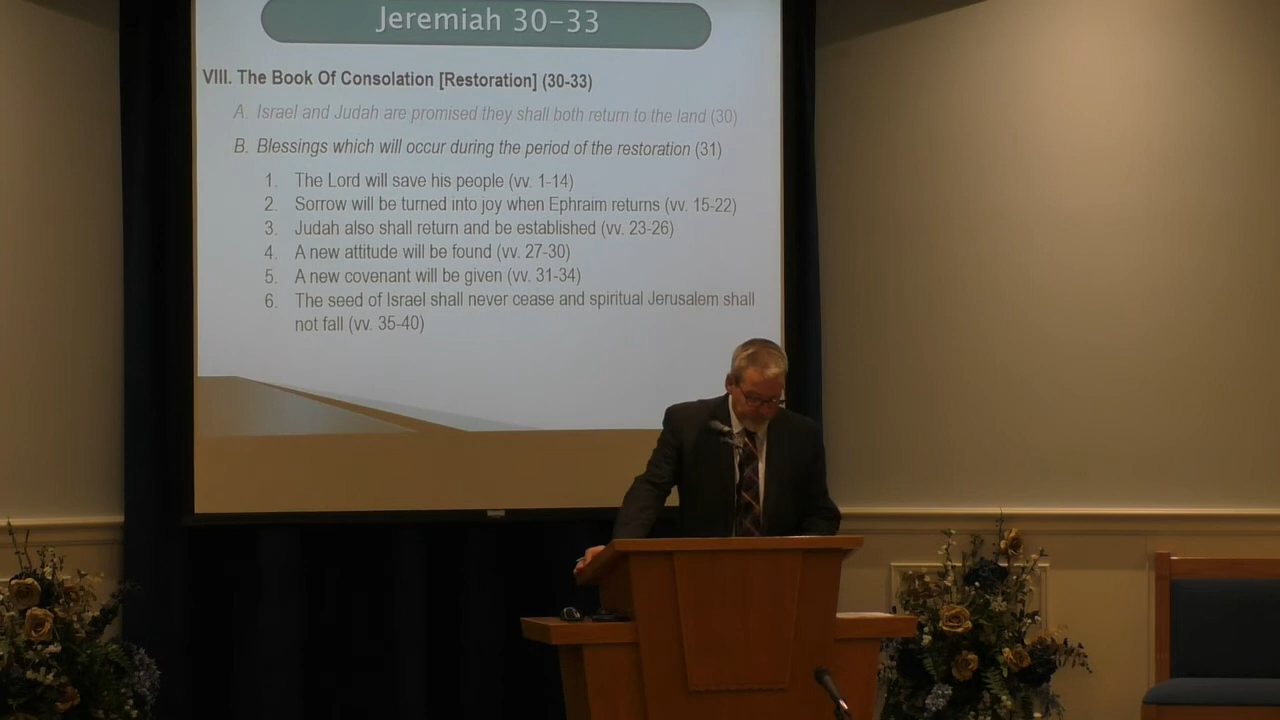 Jeremiah 30-33
VIII. The Book Of Consolation [Restoration] (30-33)
A. Israel and Judah are promised they shall both return to the land (30)
B. Blessings which will occur during the period of the restoration (31)
1. The Lord will save his people (vv. 1-14)
2. Sorrow will be turned into joy when Ephraim returns (vv. 15-22)
3. Judah also shall return and be established (vv. 23-26)
4. A new attitude will be found (vv. 27-30)
5. A new covenant will be given (vv. 31-34)
6. The seed of Israel shall never cease and spiritual Jerusalem shall
not fall (vv. 35-40)